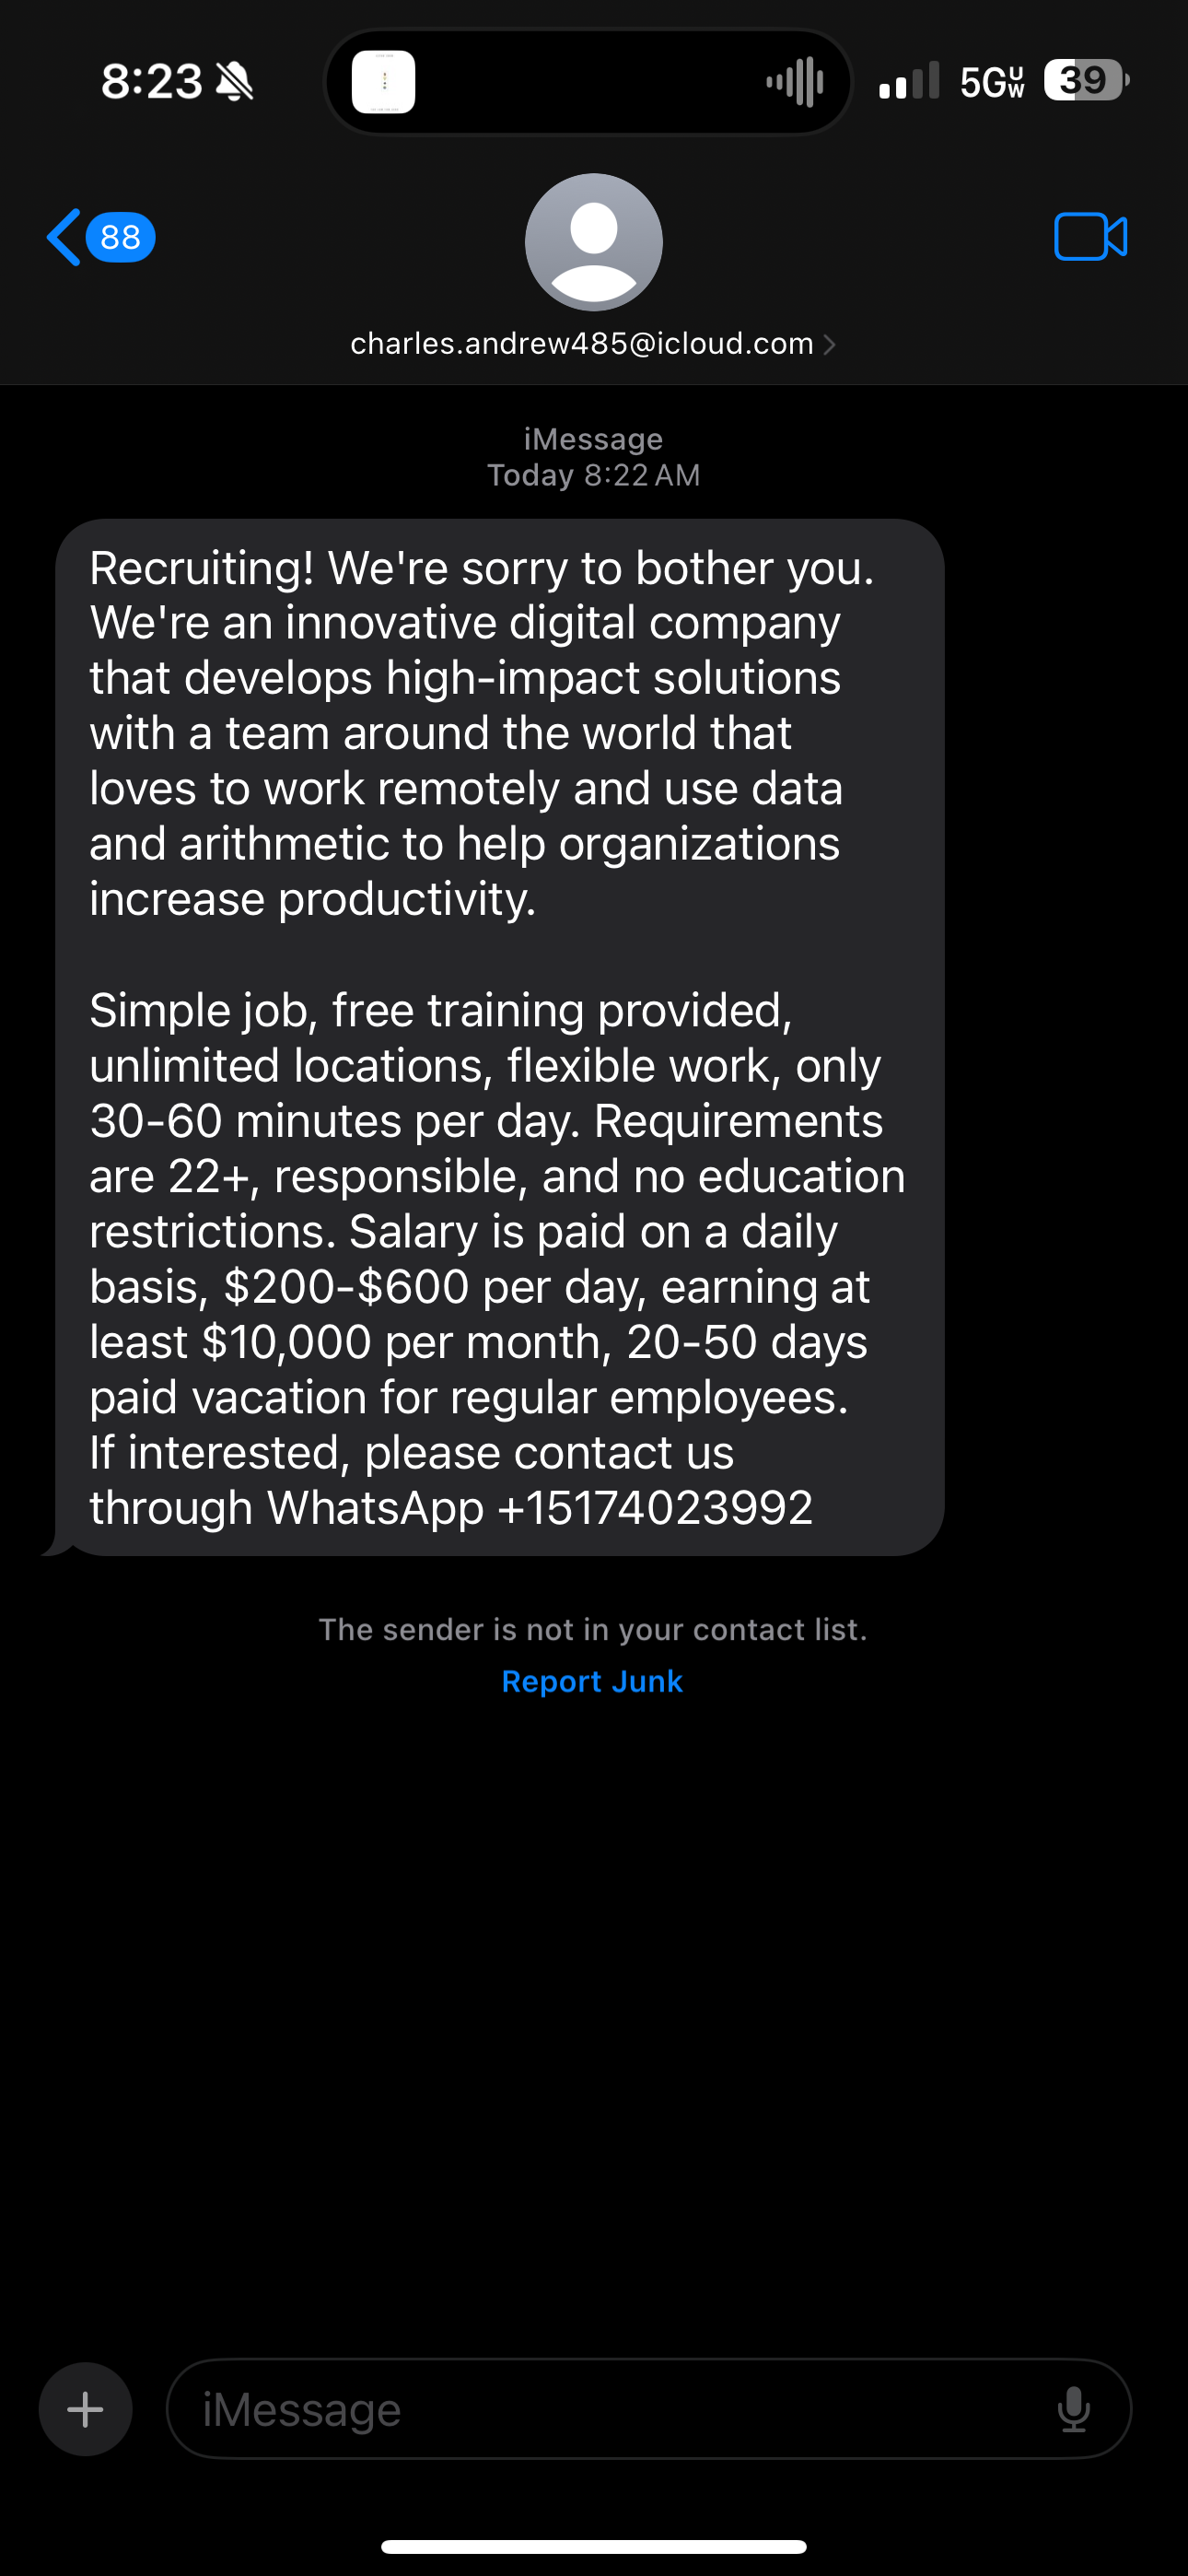 8:23
5G UW
39
88
charles.andrew485@icloud.com
iMessage
Today 8:22 AM
Recruiting! We're sorry to bother you.
We're an innovative digital company
that develops high-impact solutions
with a team around the world that
loves to work remotely and use data
and arithmetic to help organizations
increase productivity.
Simple job, free training provided,
unlimited locations, flexible work, only
30-60 minutes per day. Requirements
are 22+, responsible, and no education
restrictions. Salary is paid on a daily
basis, $200-$600 per day, earning at
least $10,000 per month, 20-50 days
paid vacation for regular employees.
If interested, please contact us
through WhatsApp +15174023992
The sender is not in your contact list.
Report Junk
iMessage